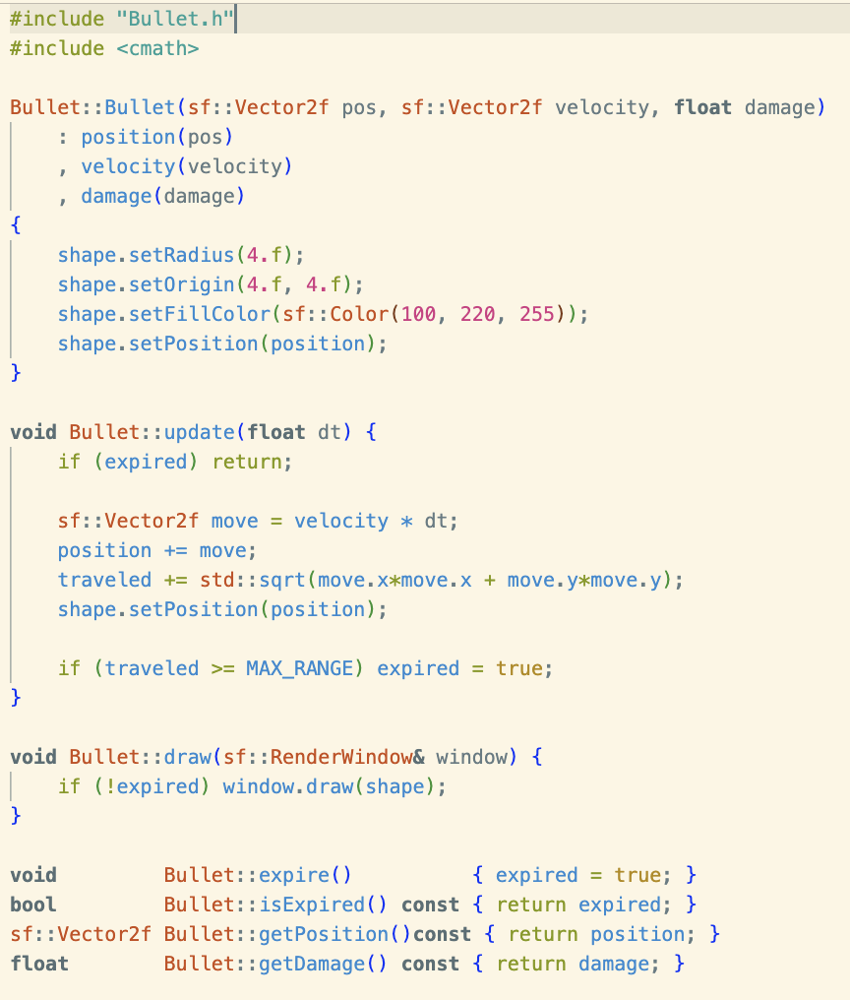 #include "Bullet.h"
#include <cmath>

Bullet::Bullet(sf::Vector2f pos, sf::Vector2f velocity, float damage)
    : position(pos)
    , velocity(velocity)
    , damage(damage)
{
    shape.setRadius(4.f);
    shape.setOrigin(4.f, 4.f);
    shape.setFillColor(sf::Color(100, 220, 255));
    shape.setPosition(position);
}

void Bullet::update(float dt) {
    if (expired) return;

    sf::Vector2f move = velocity * dt;
    position += move;
    traveled += std::sqrt(move.x*move.x + move.y*move.y);
    shape.setPosition(position);

    if (traveled >= MAX_RANGE) expired = true;
}

void Bullet::draw(sf::RenderWindow& window) {
    if (!expired) window.draw(shape);
}

void         Bullet::expire()          { expired = true; }
bool         Bullet::isExpired() const { return expired; }
sf::Vector2f Bullet::getPosition()const { return position; }
float        Bullet::getDamage() const { return damage; }